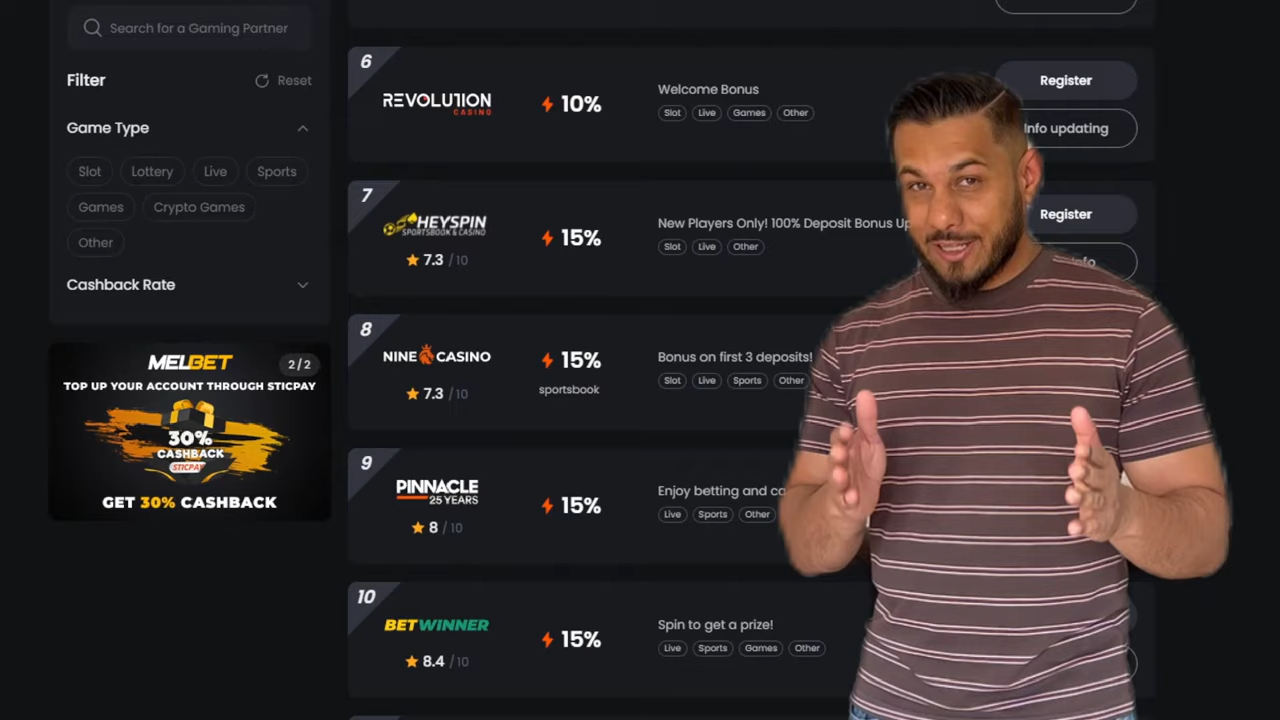 Search for a Gaming Partner
Filter
Reset
Game Type
Slot
Lottery
Live
Sports
Games
Crypto Games
Other
Cashback Rate
MELBET
2/2
TOP UP YOUR ACCOUNT THROUGH STICPAY
30%
CASHBACK
STICPAY
GET 30% CASHBACK
6
REVOLUTION
CASINO
10%
Welcome Bonus
Slot Live Games Other
Register
Info updating
7
HEYSPIN
SPORTSBOOK & CASINO
7.3 /10
15%
New Players Only! 100% Deposit Bonus Up
Slot Live Other
Register
8
NINE CASINO
7.3 /10
15%
sportsbook
Bonus on first 3 deposits!
Slot Live Sports Other
9
PINNACLE
25 YEARS
8 /10
15%
Enjoy betting and
Live Sports Other
10
BETWINNER
8.4 /10
15%
Spin to get a prize!
Live Sports Games Other